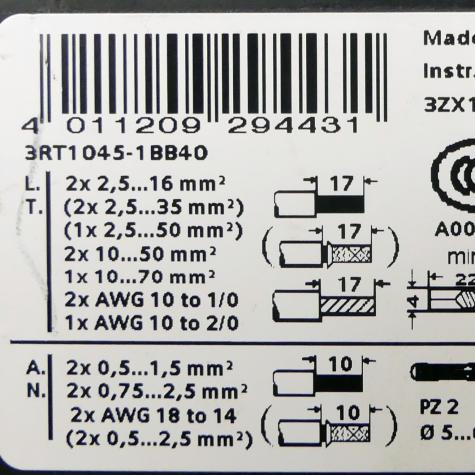 Made
Instr.
3ZX1
4 011209 294431
3RT1045-1BB40
L. 2x 2,5...16 mm² 17
T. (2x 2,5...35 mm²)
(1x 2,5...50 mm²) ( 17 )
2x 10...50 mm²
1x 10...70 mm² 17
2x AWG 10 to 1/0
1x AWG 10 to 2/0
A00
min
22
4
A. 2x 0,5...1,5 mm² 10
N. 2x 0,75...2,5 mm²
2x AWG 18 to 14 10
(2x 0,5...2,5 mm²) ( )
PZ 2
Ø 5...